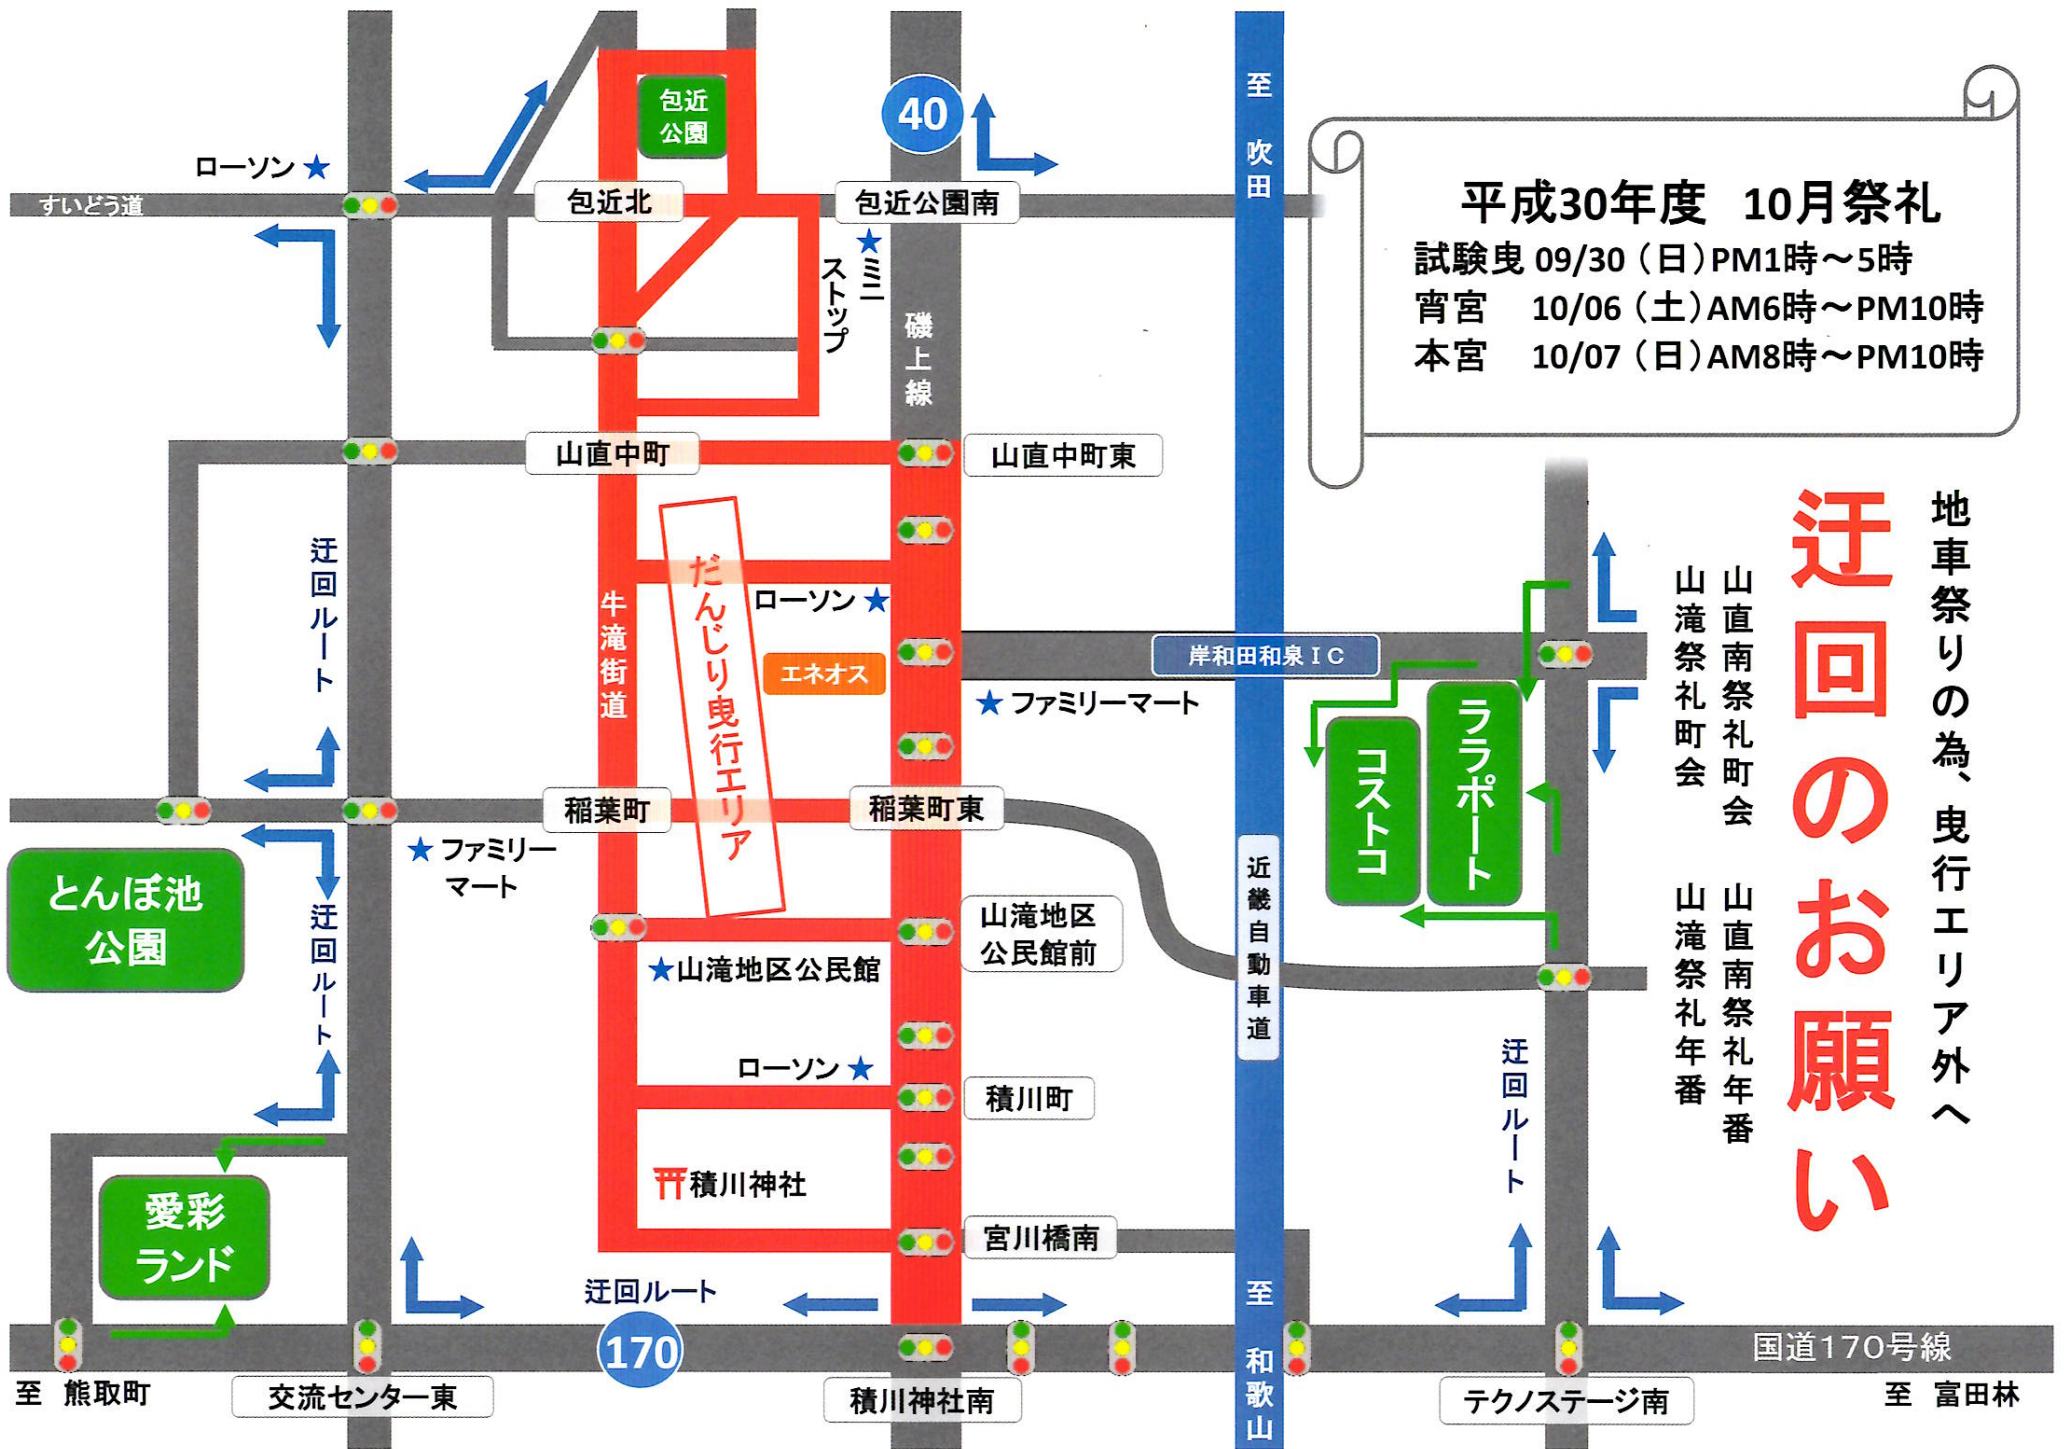 平成30年度 10月祭礼
試験曳 09/30（日）PM1時～5時
宵宮 10/06（土）AM6時～PM10時
本宮 10/07（日）AM8時～PM10時
地車祭りの為、曳行エリア外へ
迂回のお願い
山直南祭礼町会 山直南祭礼年番
山滝祭礼町会 山滝祭礼年番
包近
公園
40
至 吹田
ローソン★
すいどう道
包近北
包近公園南
★ミニ
ストップ
磯上線
山直中町
山直中町東
迂回ルート
牛滝街道
だんじり曳行エリア
ローソン★
エネオス
岸和田和泉IC
★ファミリーマート
ララポート
コストコ
稲葉町
稲葉町東
★ファミリー
マート
とんぼ池
公園
迂回ルート
近畿自動車道
山滝地区
公民館前
★山滝地区公民館
ローソン★
積川町
迂回ルート
積川神社
愛彩
ランド
宮川橋南
迂回ルート
170
至 和歌山
国道170号線
至 熊取町
交流センター東
積川神社南
テクノステージ南
至 富田林